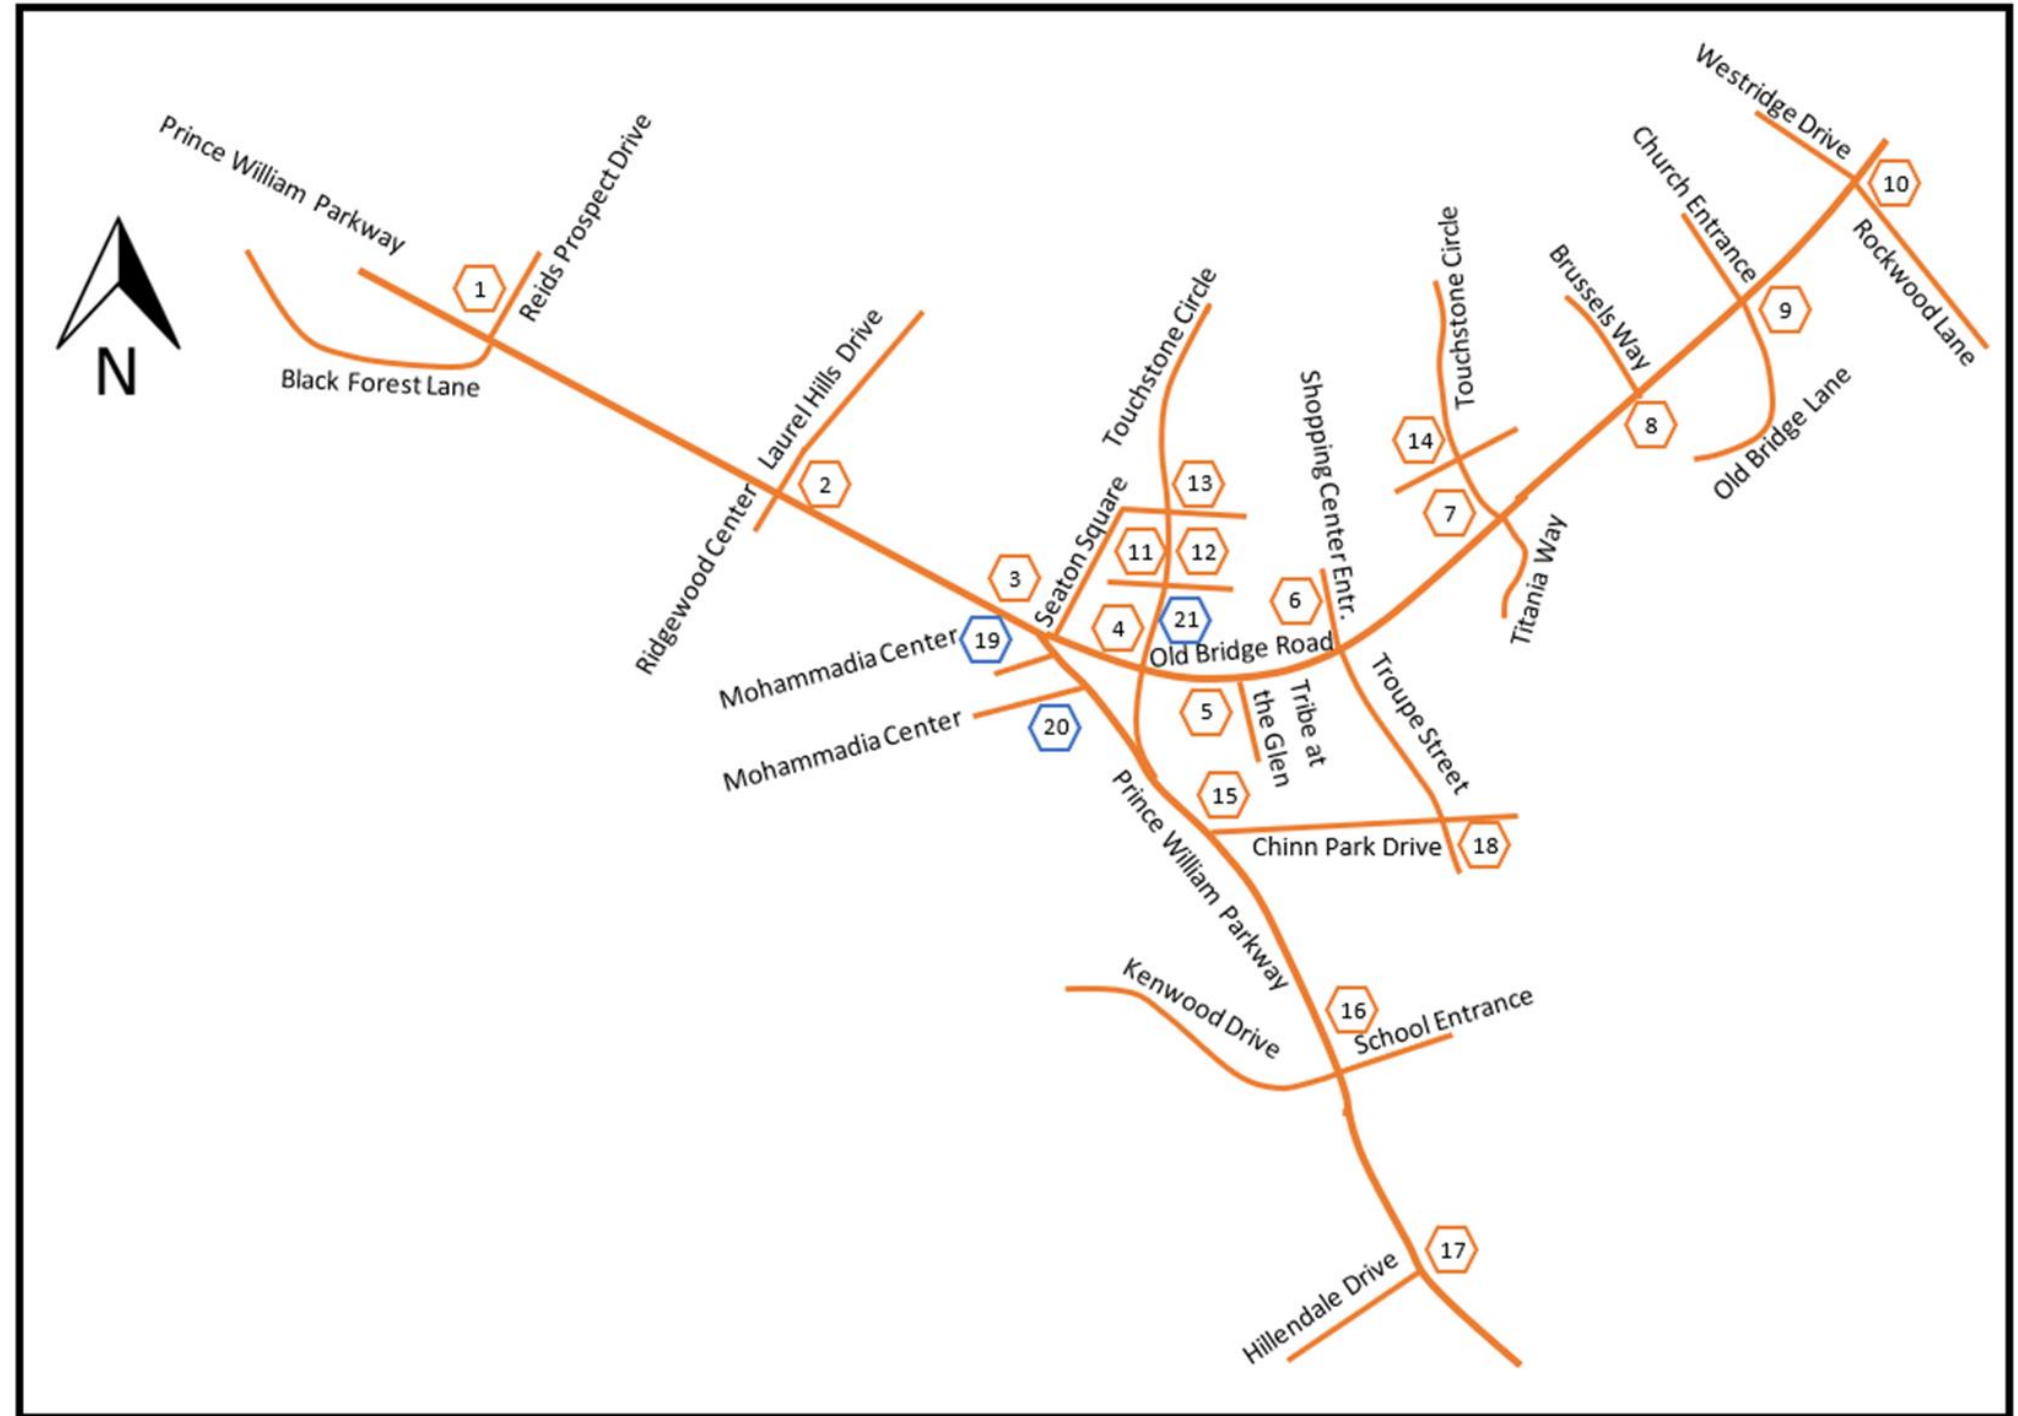 Westridge Drive
Prince William Parkway
Reids Prospect Drive
Church Entrance
10
Rockwood Lane
1
Touchstone Circle
Brussels Way
9
N
Black Forest Lane
Laurel Hills Drive
Touchstone Circle
Shopping Center Entr.
14
8
Old Bridge Lane
Ridgewood Center
2
Seaton Square
13
7
11
12
Titania Way
3
6
Mohammadia Center
19
4
21
Old Bridge Road
Mohammadia Center
20
5
Tribe at
the Glen
Troupe Street
15
Prince William Parkway
Chinn Park Drive
18
Kenwood Drive
16
School Entrance
17
Hillendale Drive